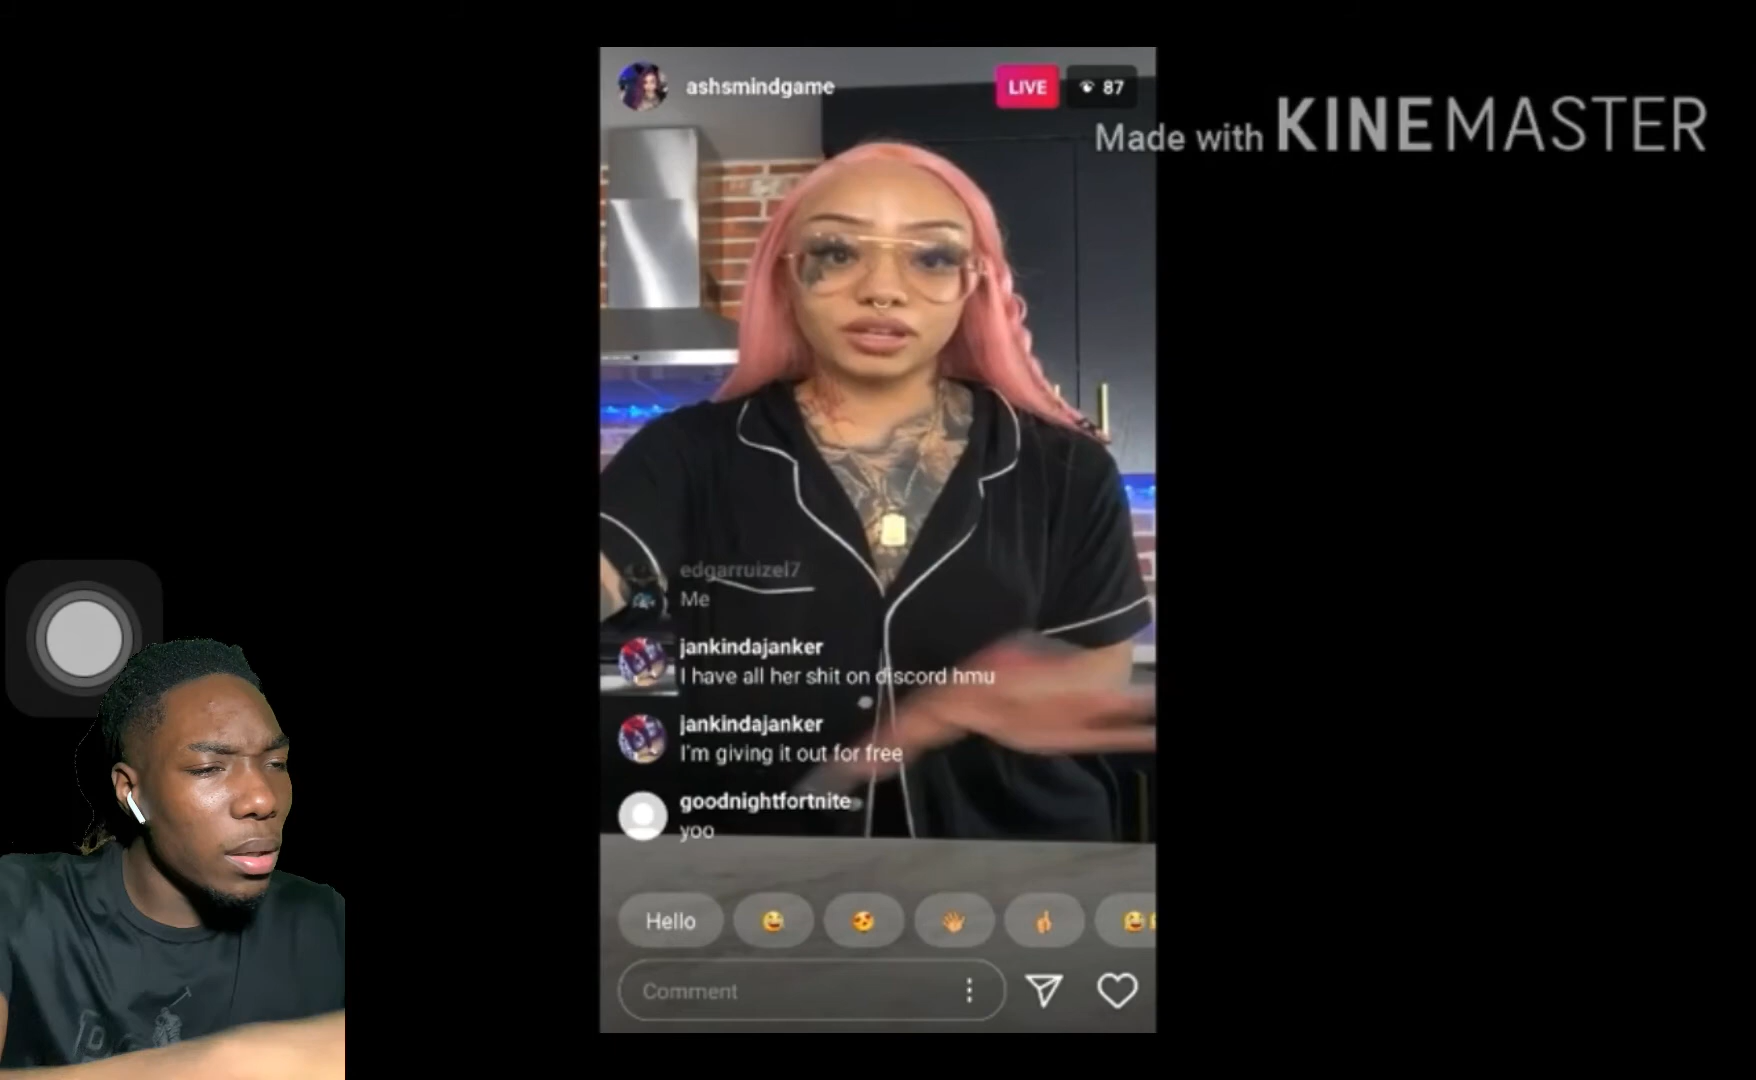 ashsmindgame
LIVE
87
Made with KINEMASTER
edgarruizel7
Me
jankindajanker
I have all her shit on discord hmu
jankindajanker
I'm giving it out for free
goodnightfortnite
yoo
Hello
Comment